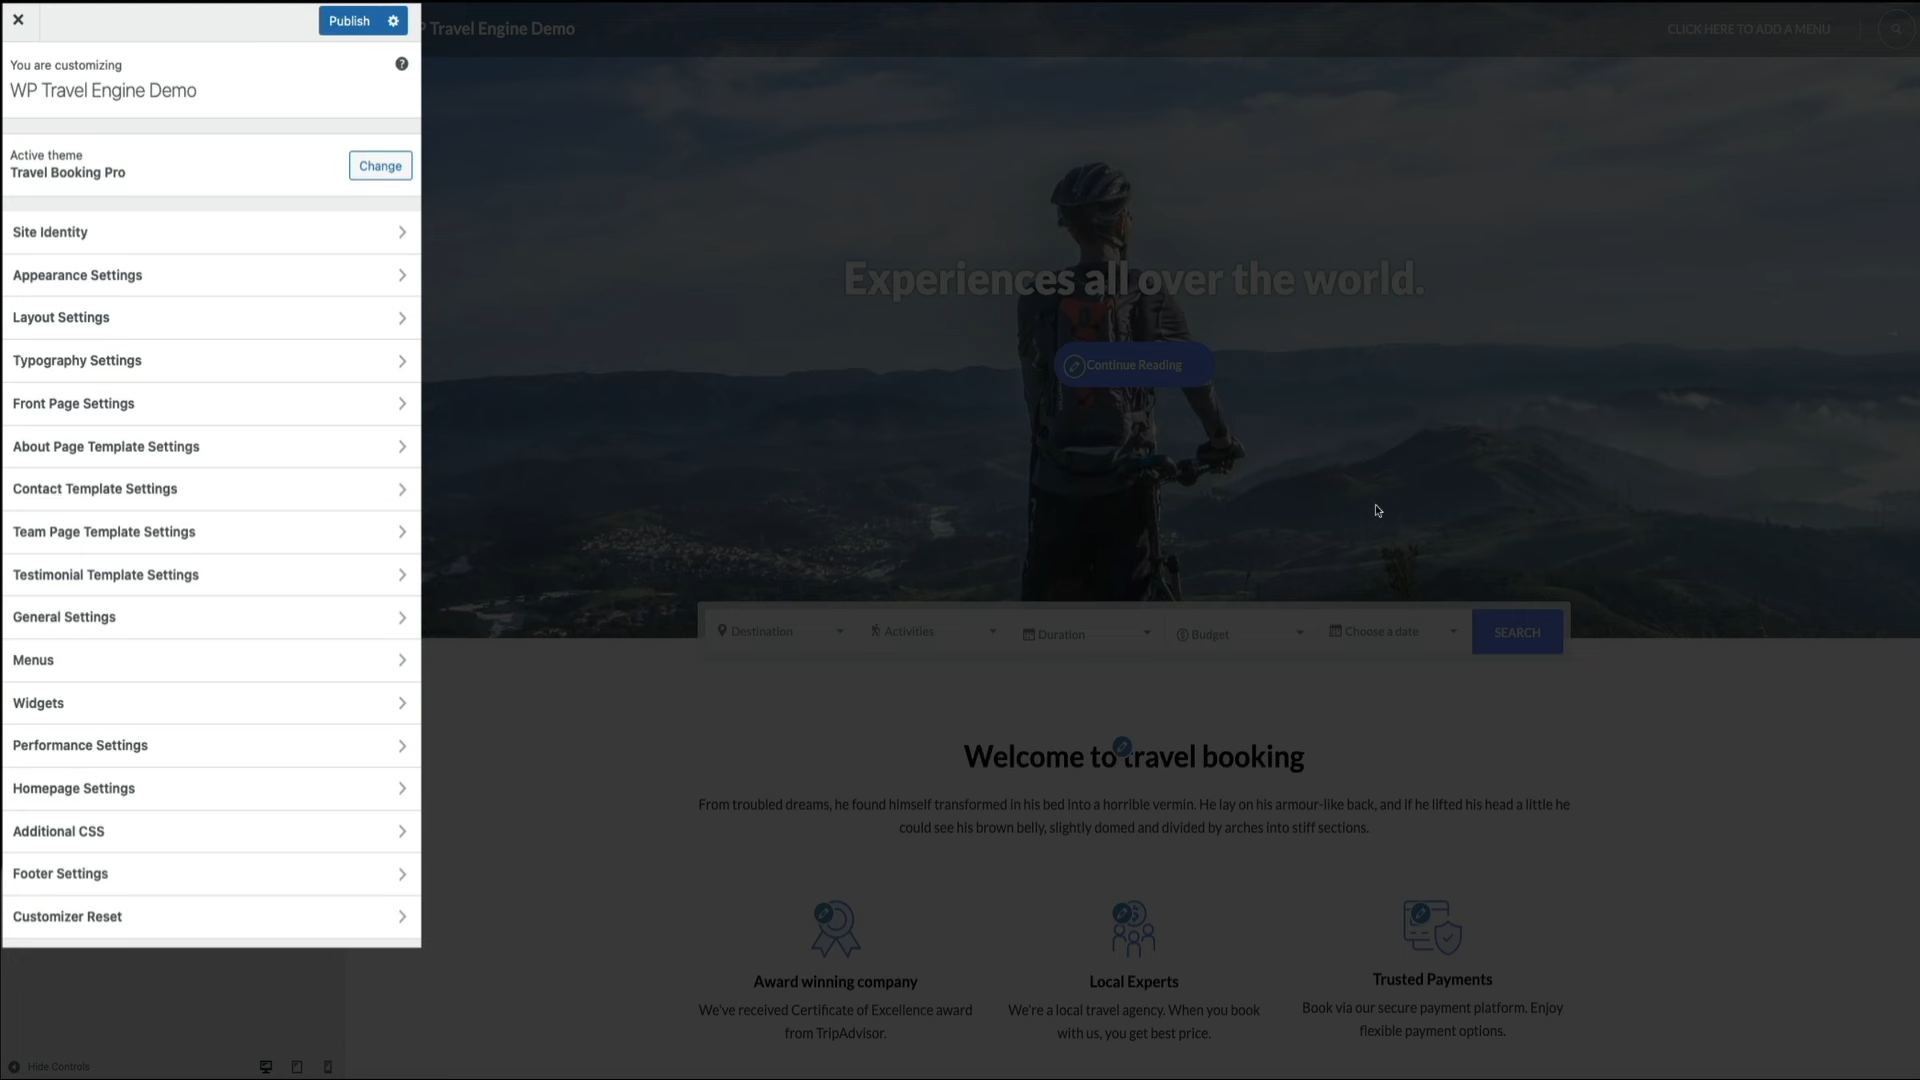 Publish
You are customizing
WP Travel Engine Demo
Active theme
Travel Booking Pro
Change
Site Identity
Appearance Settings
Layout Settings
Typography Settings
Front Page Settings
About Page Template Settings
Contact Template Settings
Team Page Template Settings
Testimonial Template Settings
General Settings
Menus
Widgets
Performance Settings
Homepage Settings
Additional CSS
Footer Settings
Customizer Reset
Hide Controls
Travel Engine Demo
CLICK HERE TO ADD A MENU
Experiences all over the world.
Continue Reading
Destination
Activities
Duration
Budget
Choose a date
SEARCH
Welcome to travel booking
From troubled dreams, he found himself transformed in his bed into a horrible vermin. He lay on his armour-like back, and if he lifted his head a little he
could see his brown belly, slightly domed and divided by arches into stiff sections.
Award winning company
We've received Certificate of Excellence award
from TripAdvisor.
Local Experts
We're a local travel agency. When you book
with us, you get best price.
Trusted Payments
Book via our secure payment platform. Enjoy
flexible payment options.